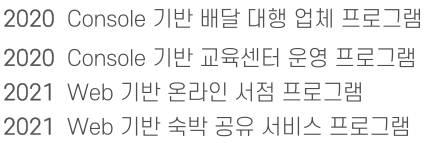 2020 Console 기반 배달 대행 업체 프로그램
2020 Console 기반 교육센터 운영 프로그램
2021 Web 기반 온라인 서점 프로그램
2021 Web 기반 숙박 공유 서비스 프로그램